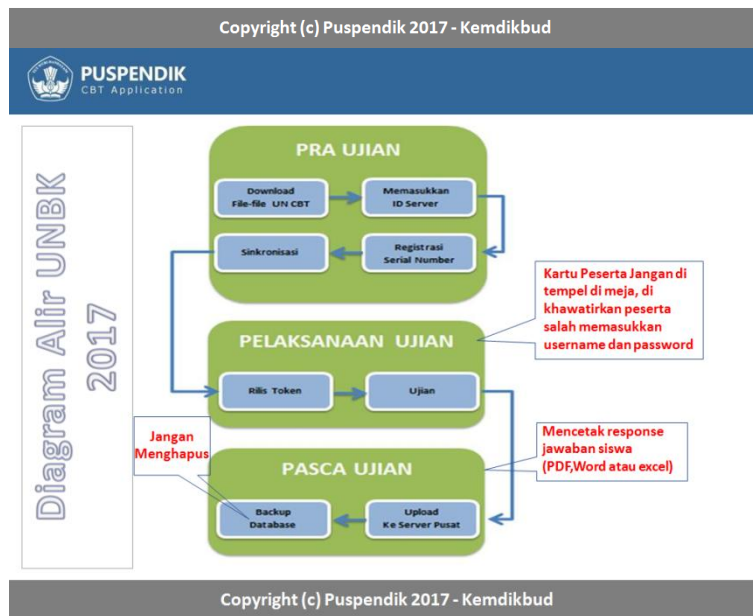 Copyright (c) Puspendik 2017 - Kemdikbud
PUSPENDIK
CBT Application
Diagram Alir UNBK
2017
PRA UJIAN
Download
File-file UN CBT
Memasukkan
ID Server
Sinkronisasi
Registrasi
Serial Number
Kartu Peserta Jangan di
tempel di meja, di
khawatirkan peserta
salah memasukkan
username dan password
PELAKSANAAN UJIAN
Rilis Token
Ujian
Jangan
Menghapus
Mencetak response
jawaban siswa
(PDF,Word atau excel)
PASCA UJIAN
Backup
Database
Upload
Ke Server Pusat
Copyright (c) Puspendik 2017 - Kemdikbud